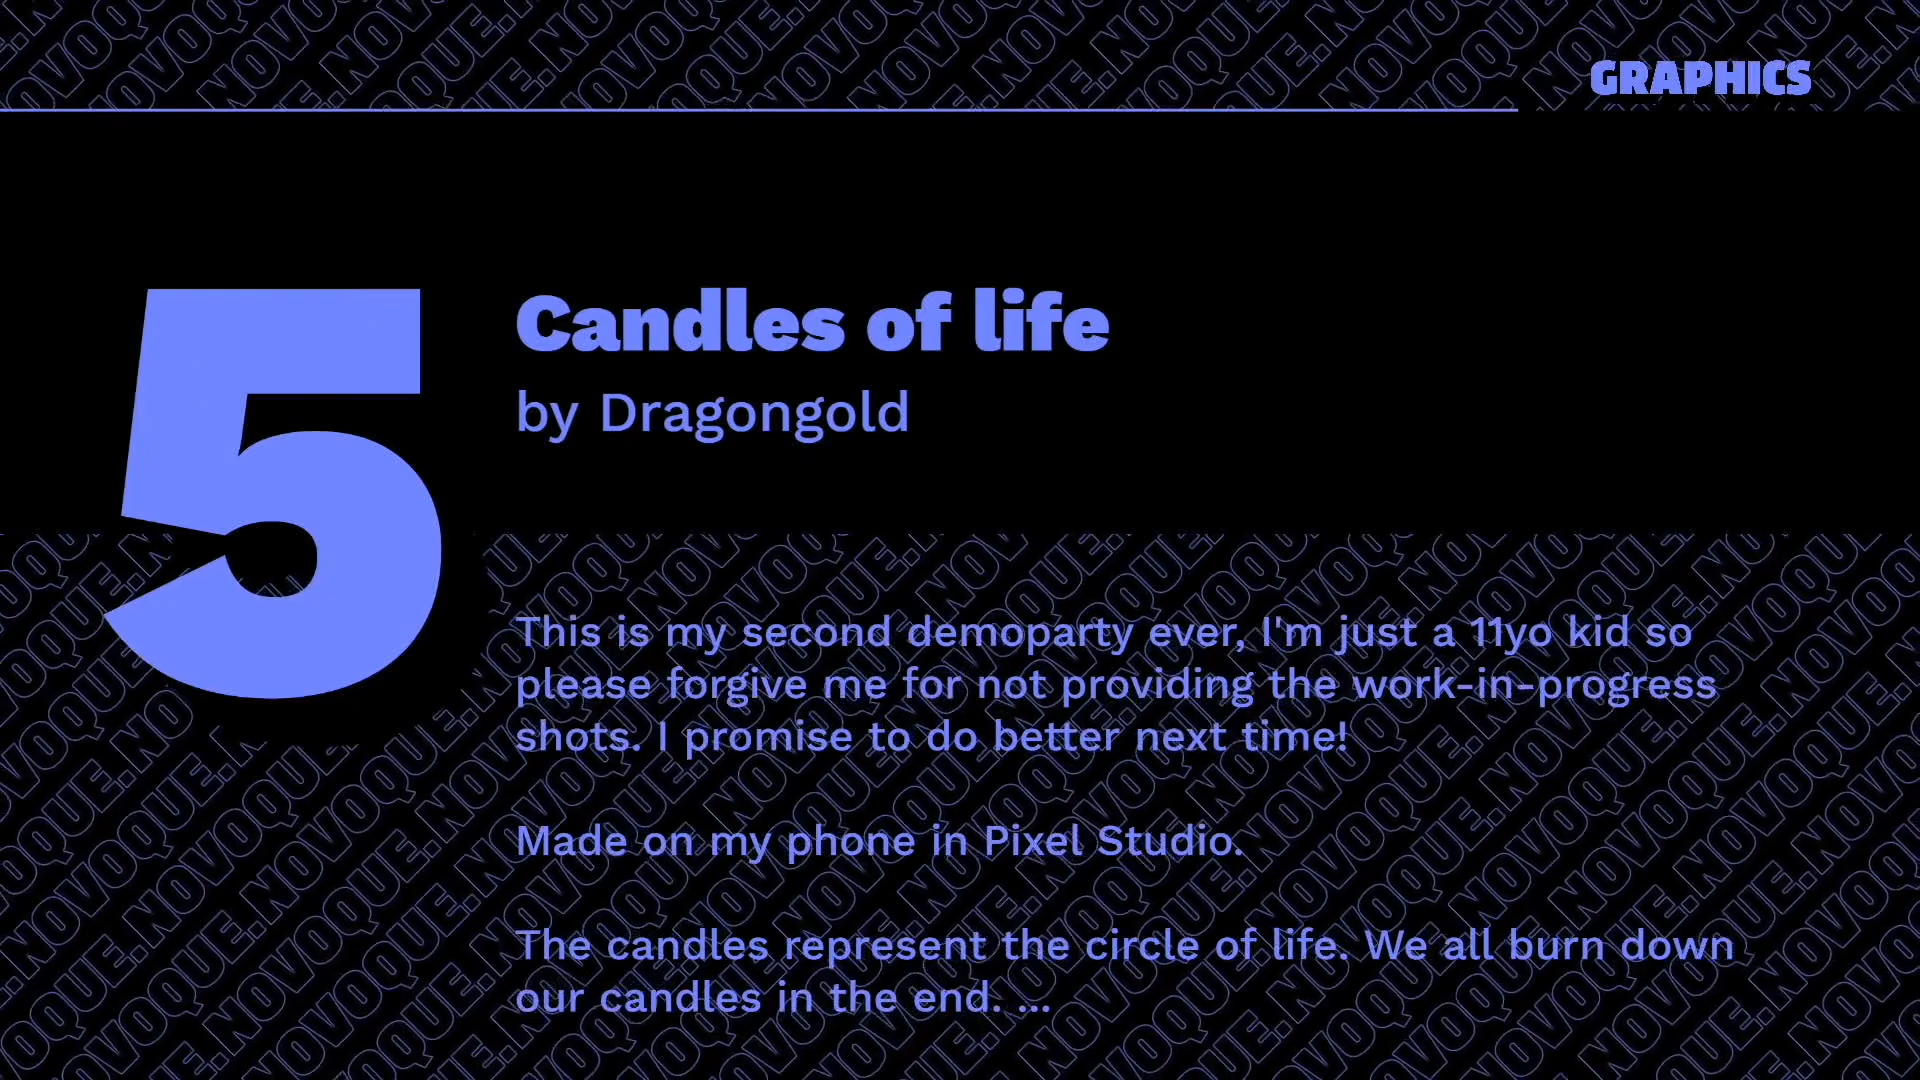 GRAPHICS
5
Candles of life
by Dragongold
This is my second demoparty ever, I'm just a 11yo kid so
please forgive me for not providing the work-in-progress
shots. I promise to do better next time!
Made on my phone in Pixel Studio.
The candles represent the circle of life. We all burn down
our candles in the end. ...
NOVOQUE.